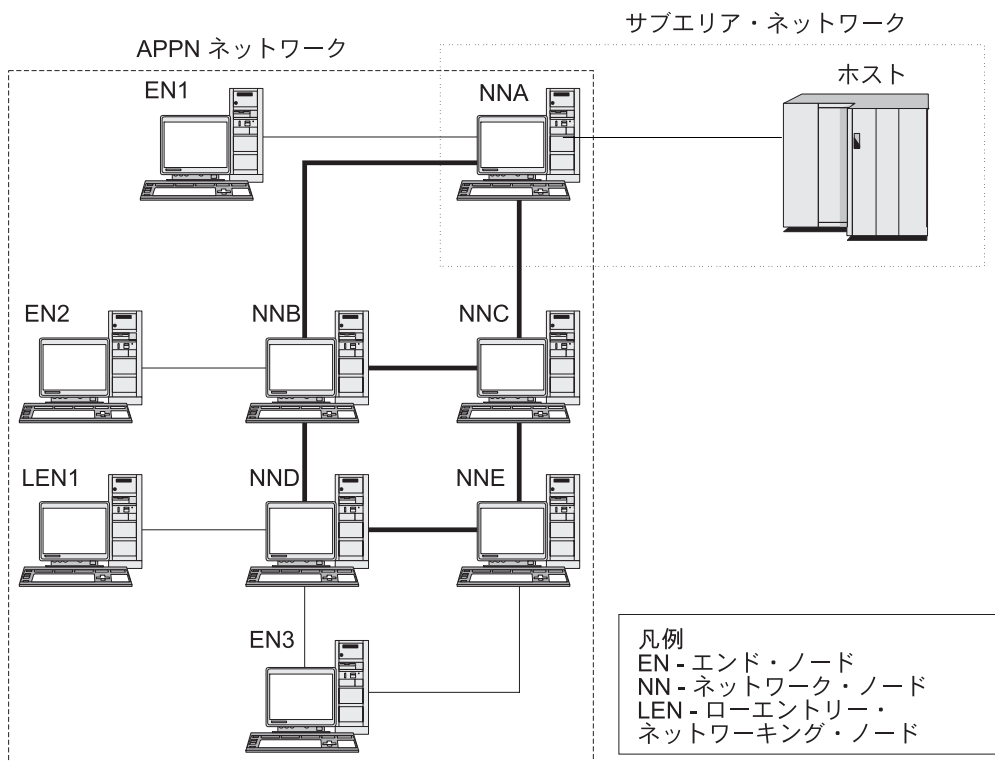 サブエリア・ネットワーク
APPN ネットワーク
ホスト
EN1
NNA
EN2
NNB
NNC
LEN1
NND
NNE
EN3
凡例
EN - エンド・ノード
NN - ネットワーク・ノード
LEN - ローエントリー・
ネットワーキング・ノード